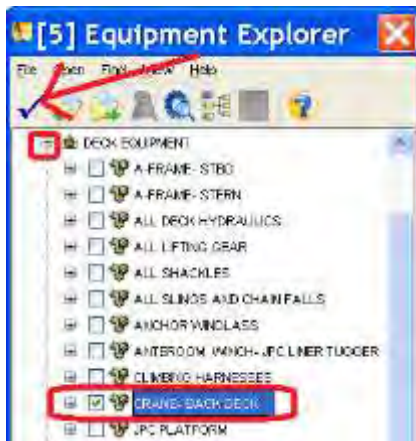 [5] Equipment Explorer
File Open Find View Help
DECK EQUIPMENT
A-FRAME- STBD
A-FRAME- STERN
ALL DECK HYDRAULICS
ALL LIFTING GEAR
ALL SHACKLES
ALL SLINGS AND CHAIN FALLS
ANCHOR WINDLASS
ANTEROOM WINCH- JPC LINER TUGGER
CLIMBING HARNESSES
CRANE- BACK DECK
JPC PLATFORM